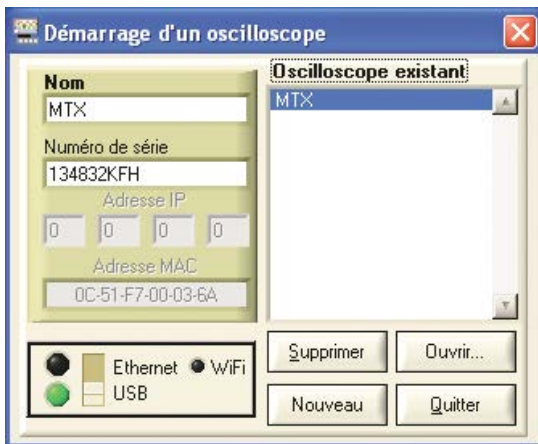 Démarrage d'un oscilloscope
Nom
MTX
Numéro de série
134832KFH
Adresse IP
0 0 0 0
Adresse MAC
0C-51-F7-00-03-6A
Ethernet WiFi
USB
Oscilloscope existant
MTX
Supprimer Ouvrir...
Nouveau Quitter